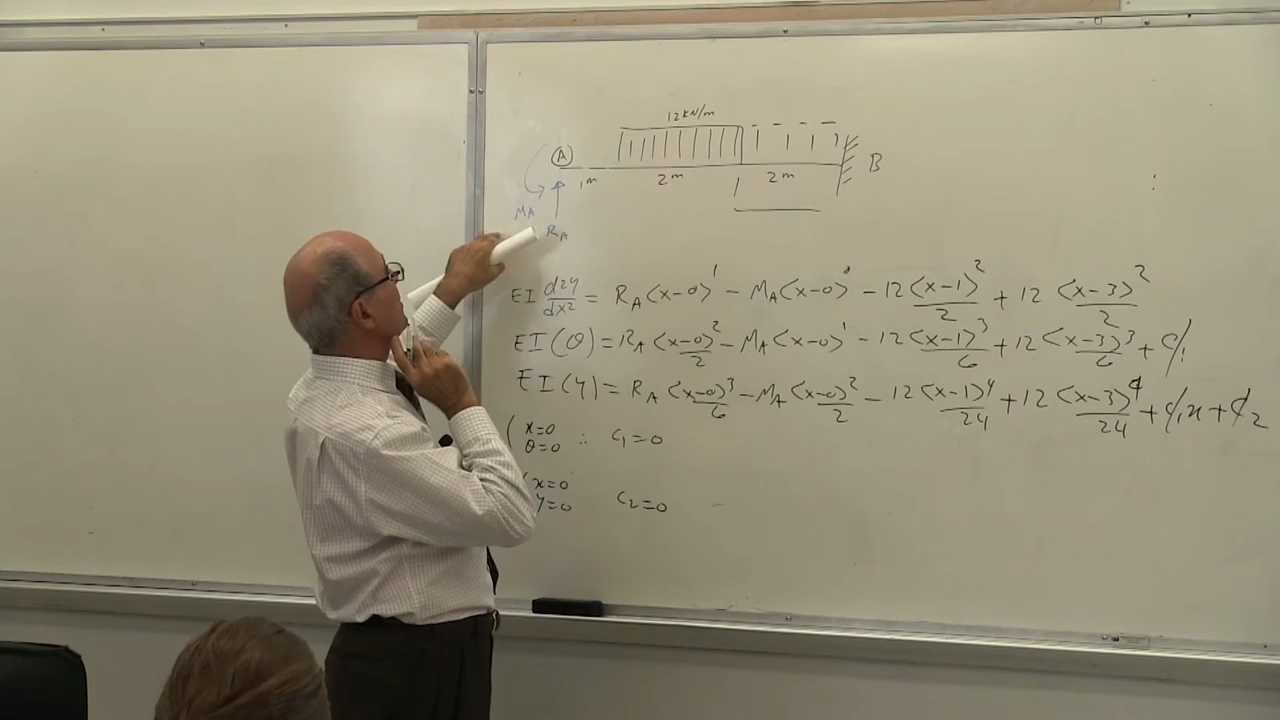 12kN/m
A
B
1m 2m 2m
MA
RA
EI d2y/dx2 = RA<x-0>¹ - MA<x-0>⁰ - 12<x-1>²/2 + 12<x-3>²/2
EI(θ) = RA<x-0>²/2 - MA<x-0>¹ - 12<x-1>³/6 + 12<x-3>³/6 + C1
EI(y) = RA<x-0>³/6 - MA<x-0>²/2 - 12<x-1>⁴/24 + 12<x-3>⁴/24 + C1x + C2
x=0
θ=0 ∴ C1=0
x=0
y=0 C2=0